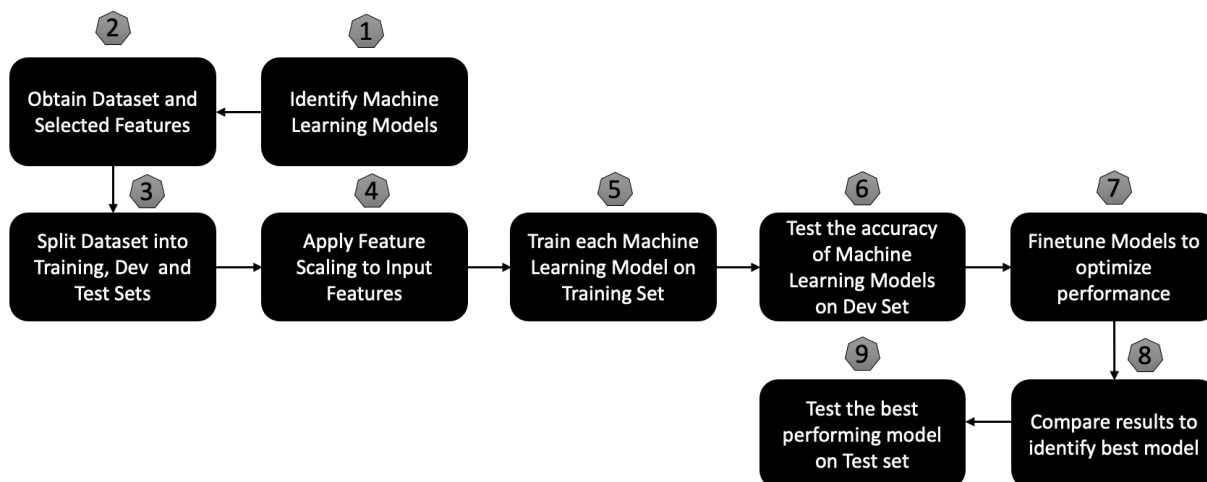 2
1
Obtain Dataset and
Selected Features
Identify Machine
Learning Models
3
4
5
6
7
Split Dataset into
Training, Dev and
Test Sets
Apply Feature
Scaling to Input
Features
Train each Machine
Learning Model on
Training Set
Test the accuracy
of Machine
Learning Models
on Dev Set
Finetune Models to
optimize
performance
9
8
Test the best
performing model
on Test set
Compare results to
identify best model